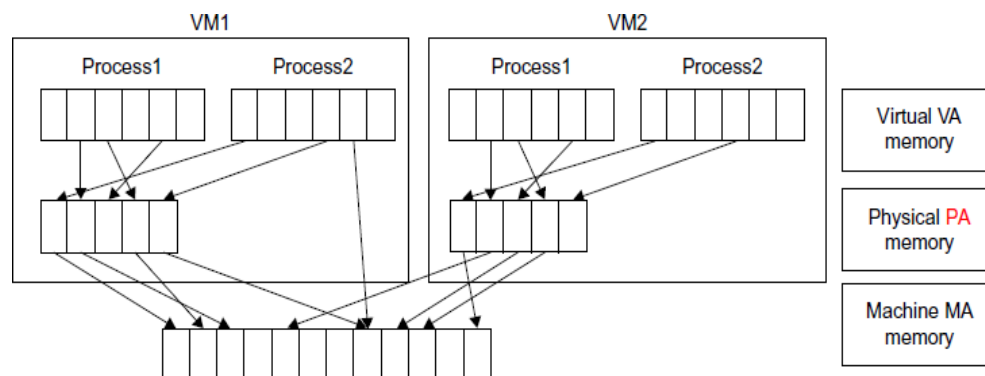 VM1
VM2
Process1
Process2
Process1
Process2
Virtual VA
memory
Physical PA
memory
Machine MA
memory